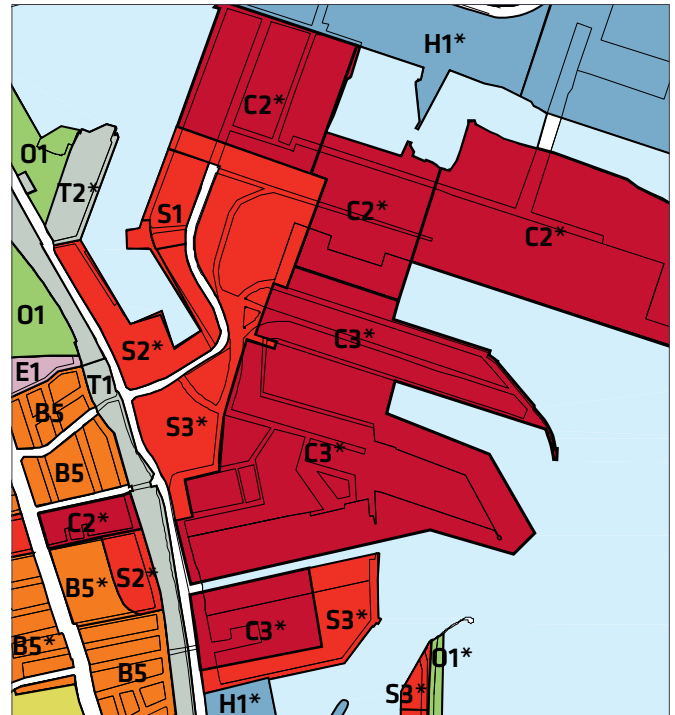 H1*
C2*
O1
T2*
S1
C2*
C2*
O1
S2*
C3*
E1
T1
B5
S3*
B5
C3*
C2*
B5*
S2*
C3*
S3*
B5*
B5
O1*
S3*
H1*